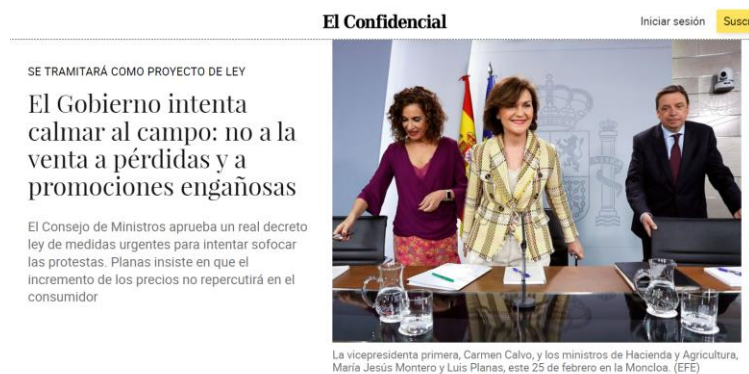 El Confidencial
Iniciar sesión
SE TRAMITARÁ COMO PROYECTO DE LEY
El Gobierno intenta
calmar al campo: no a la
venta a pérdidas y a
promociones engañosas
El Consejo de Ministros aprueba un real decreto
ley de medidas urgentes para intentar sofocar
las protestas. Planas insiste en que el
incremento de los precios no repercutirá en el
consumidor
La vicepresidenta primera, Carmen Calvo, y los ministros de Hacienda y Agricultura,
María Jesús Montero y Luis Planas, este 25 de febrero en la Moncloa. (EFE)